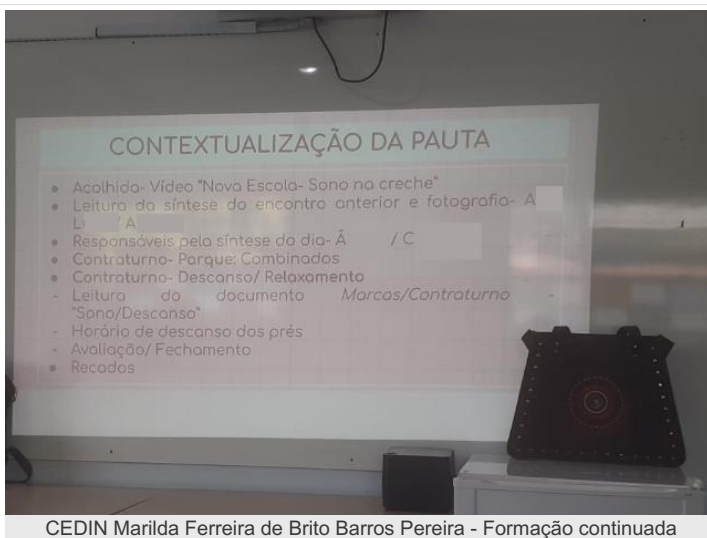 CONTEXTUALIZAÇÃO DA PAUTA
● Acolhida- Vídeo "Nova Escola- Sono na creche"
● Leitura da síntese do encontro anterior e fotografia- A
Li / A
● Responsáveis pela síntese do dia- Â / C
● Contraturno- Parque: Combinados
● Contraturno- Descanso/ Relaxamento
- Leitura do documento Marcas/Contraturno -
"Sono/Descanso"
- Horário de descanso dos prés
- Avaliação/ Fechamento
● Recados
CEDIN Marilda Ferreira de Brito Barros Pereira - Formação continuada